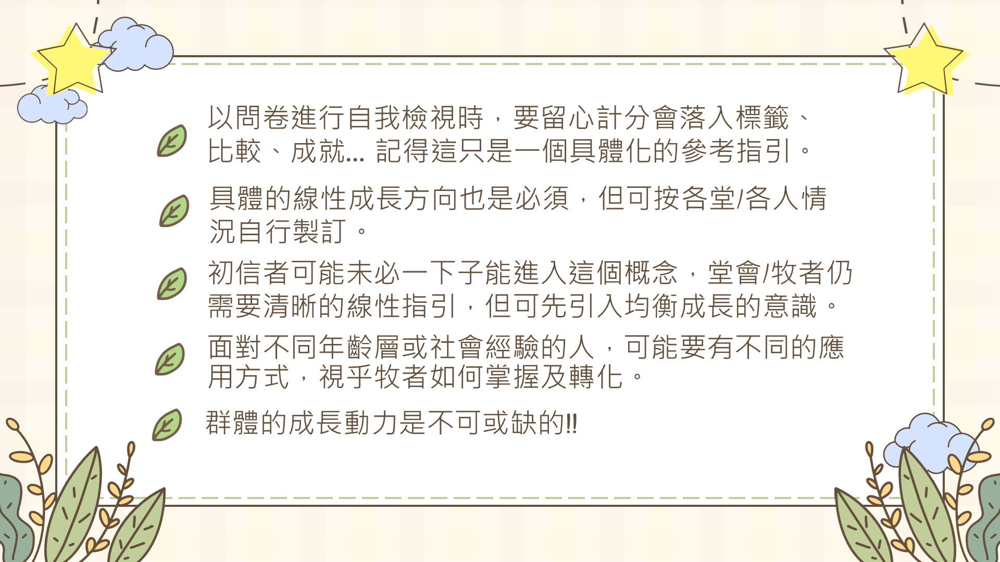 以問卷進行自我檢視時，要留心計分會落入標籤、
比較、成就... 記得這只是一個具體化的參考指引。
具體的線性成長方向也是必須，但可按各堂/各人情
況自行製訂。
初信者可能未必一下子能進入這個概念，堂會/牧者仍
需要清晰的線性指引，但可先引入均衡成長的意識。
面對不同年齡層或社會經驗的人，可能要有不同的應
用方式，視乎牧者如何掌握及轉化。
群體的成長動力是不可或缺的!!